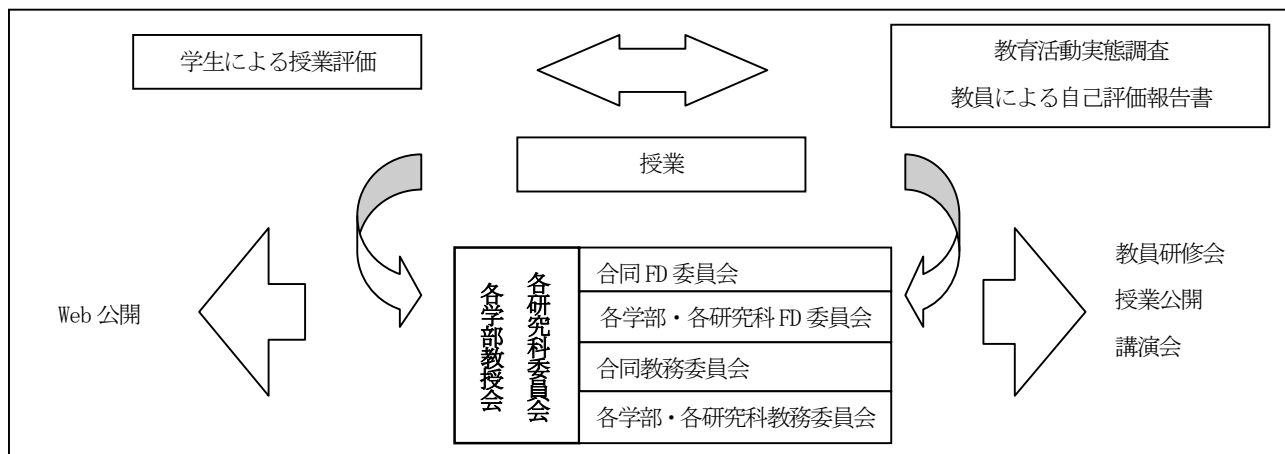 学生による授業評価
教育活動実態調査
教員による自己評価報告書
授業
Web 公開
各研究科委員会
各学部教授会
合同 FD 委員会
各学部・各研究科 FD 委員会
合同教務委員会
各学部・各研究科教務委員会
教員研修会
授業公開
講演会